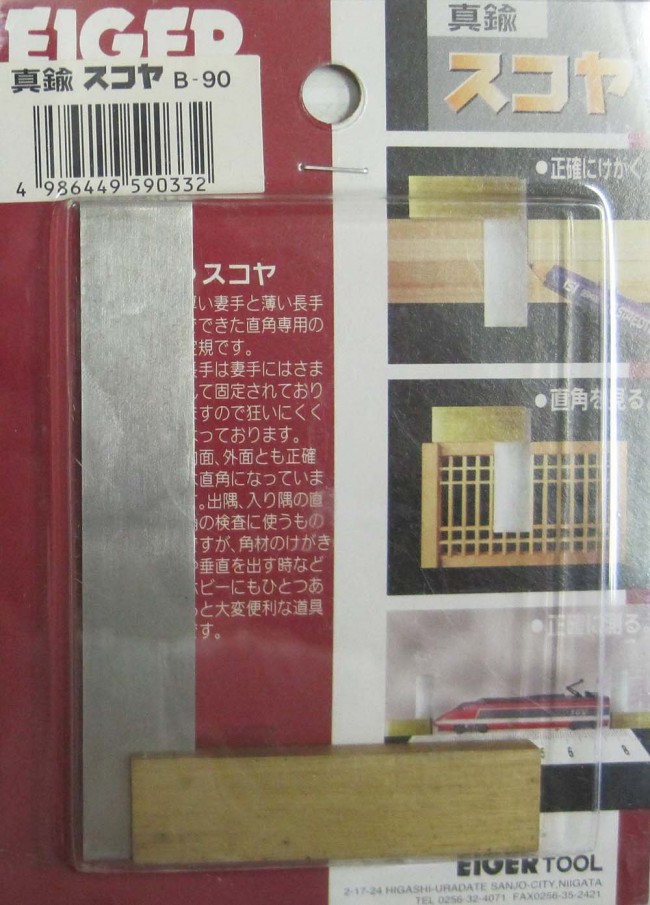 EIGER
真鍮 スコヤ B-90
4 986449 590332
真鍮
スコヤ
●正確にけがく
スコヤ
い妻手と薄い長手
できた直角専用の
規です。
手は妻手にはさま
て固定されており
すので狂いにくく
っております。
面、外面とも正確
直角になっていま
。出隅、入り隅の直
の検査に使うもの
すが、角材のけがき
垂直を出す時など
ビーにもひとつあ
と大変便利な道具
す。
●直角を見る
●正確に測る
6 8
EIGER TOOL
2-17-24 HIGASHI-URADATE SANJO-CITY, NIIGATA
TEL 0256-32-4071 FAX0256-35-2421